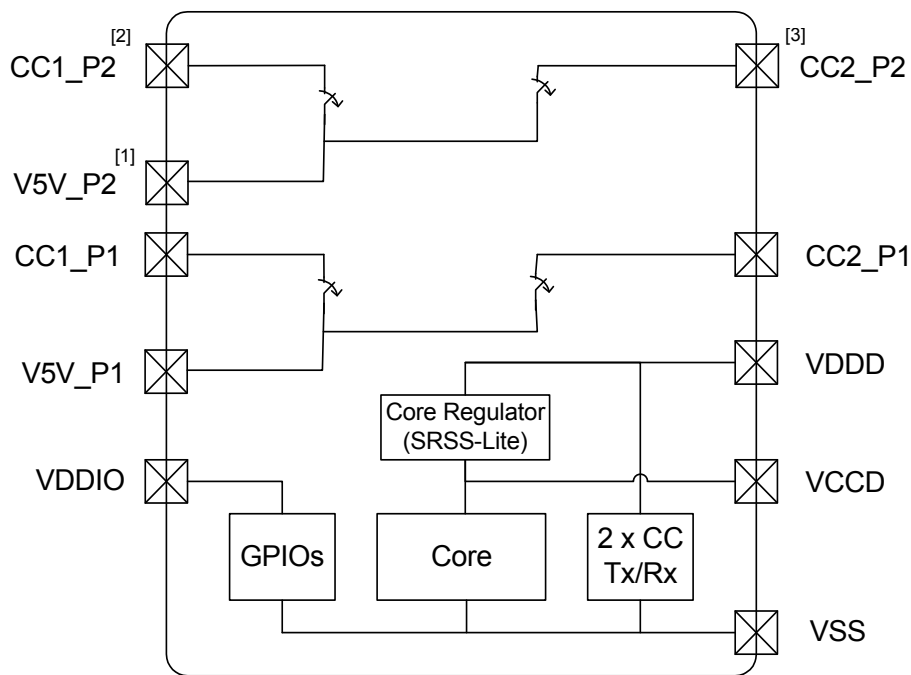 [2]
CC1_P2
[3]
CC2_P2
[1]
V5V_P2
CC1_P1
CC2_P1
V5V_P1
VDDD
Core Regulator
(SRSS-Lite)
VDDIO
VCCD
GPIOs
Core
2 x CC
Tx/Rx
VSS